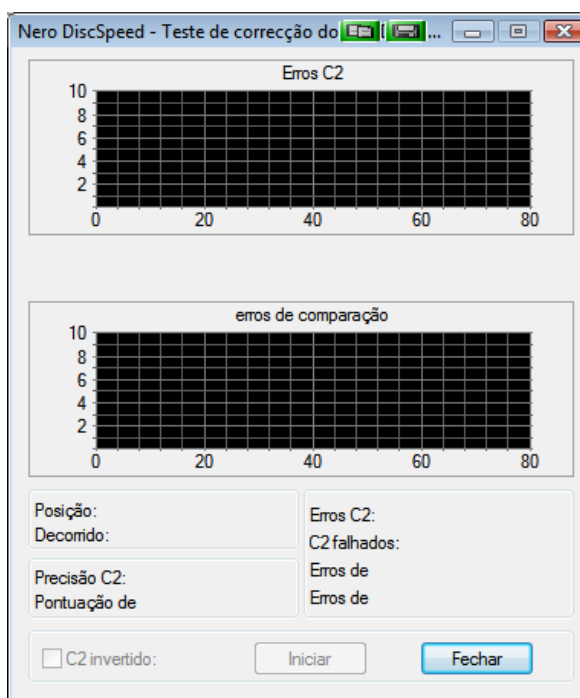 Nero DiscSpeed - Teste de correcção do ...
Erros C2
10
8
6
4
2
0 20 40 60 80
erros de comparação
10
8
6
4
2
0 20 40 60 80
Posição:
Decorrido:
Precisão C2:
Pontuação de
Erros C2:
C2 falhados:
Erros de
Erros de
C2 invertido:
Iniciar
Fechar